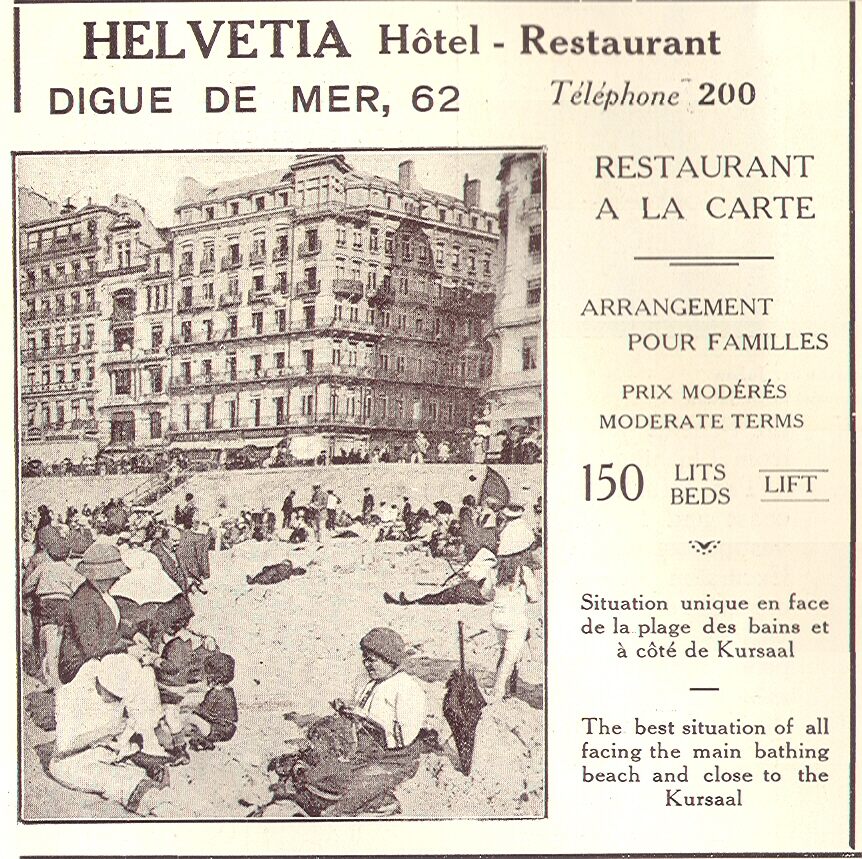 HELVETIA Hôtel - Restaurant
DIGUE DE MER, 62 Téléphone 200
RESTAURANT
A LA CARTE
ARRANGEMENT
POUR FAMILLES
PRIX MODÉRÉS
MODERATE TERMS
150 LITS BEDS LIFT
Situation unique en face
de la plage des bains et
à côté de Kursaal
The best situation of all
facing the main bathing
beach and close to the
Kursaal